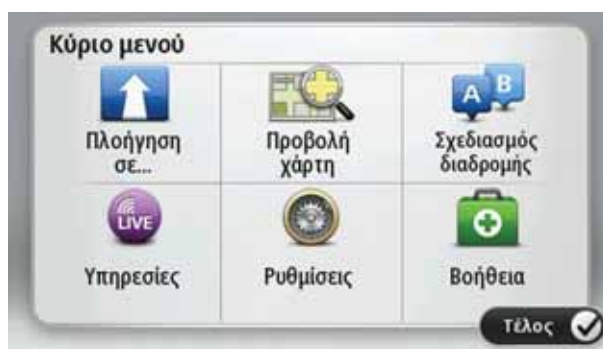 Κύριο μενού
Πλοήγηση
σε...
Προβολή
χάρτη
A B
Σχεδιασμός
διαδρομής
LIVE
Υπηρεσίες
Ρυθμίσεις
Βοήθεια
Τέλος